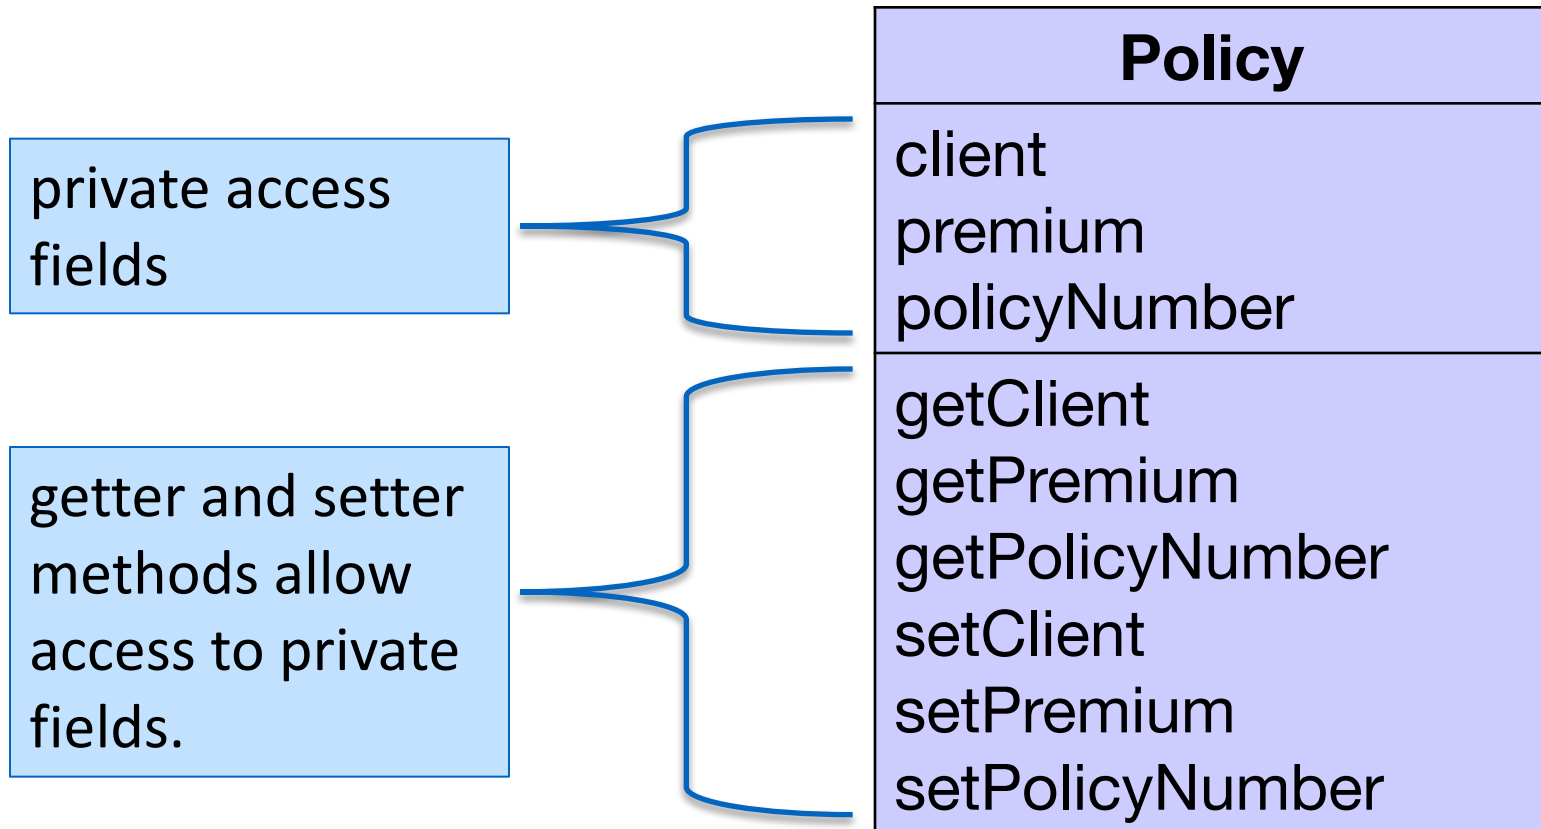 Policy
private access
fields
client
premium
policyNumber
getter and setter
methods allow
access to private
fields.
getClient
getPremium
getPolicyNumber
setClient
setPremium
setPolicyNumber